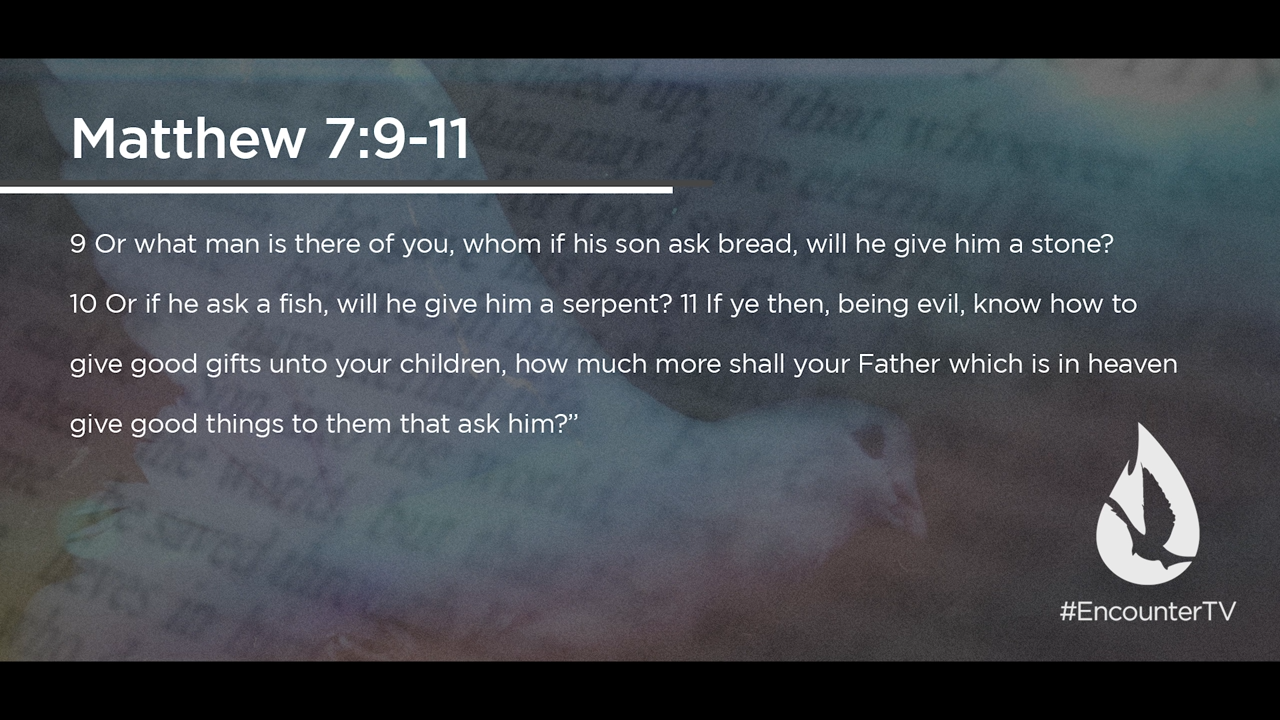 Matthew 7:9-11
9 Or what man is there of you, whom if his son ask bread, will he give him a stone?
10 Or if he ask a fish, will he give him a serpent? 11 If ye then, being evil, know how to
give good gifts unto your children, how much more shall your Father which is in heaven
give good things to them that ask him?”
#EncounterTV